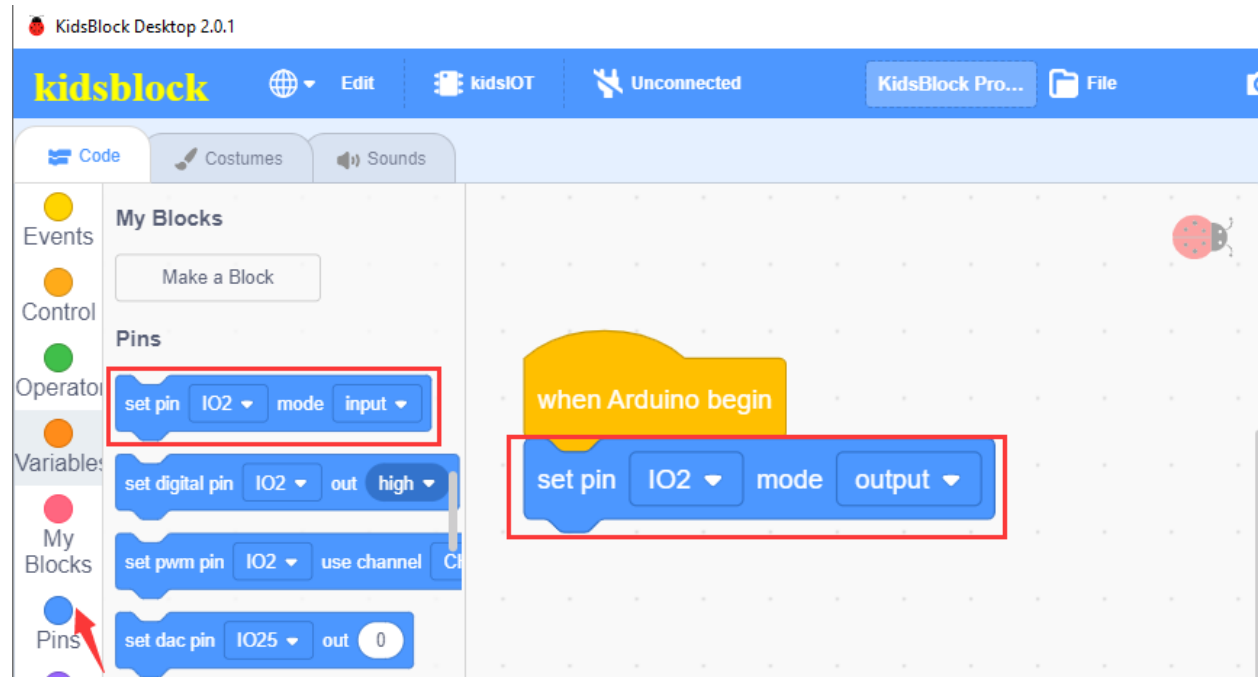 KidsBlock Desktop 2.0.1
kidsblock Edit kidsIOT Unconnected KidsBlock Pro... File
Code Costumes Sounds
Events
Control
Operator
Variables
My
Blocks
Pins
My Blocks
Make a Block
Pins
set pin IO2 mode input
set digital pin IO2 out high
set pwm pin IO2 use channel
set dac pin IO25 out 0
when Arduino begin
set pin IO2 mode output